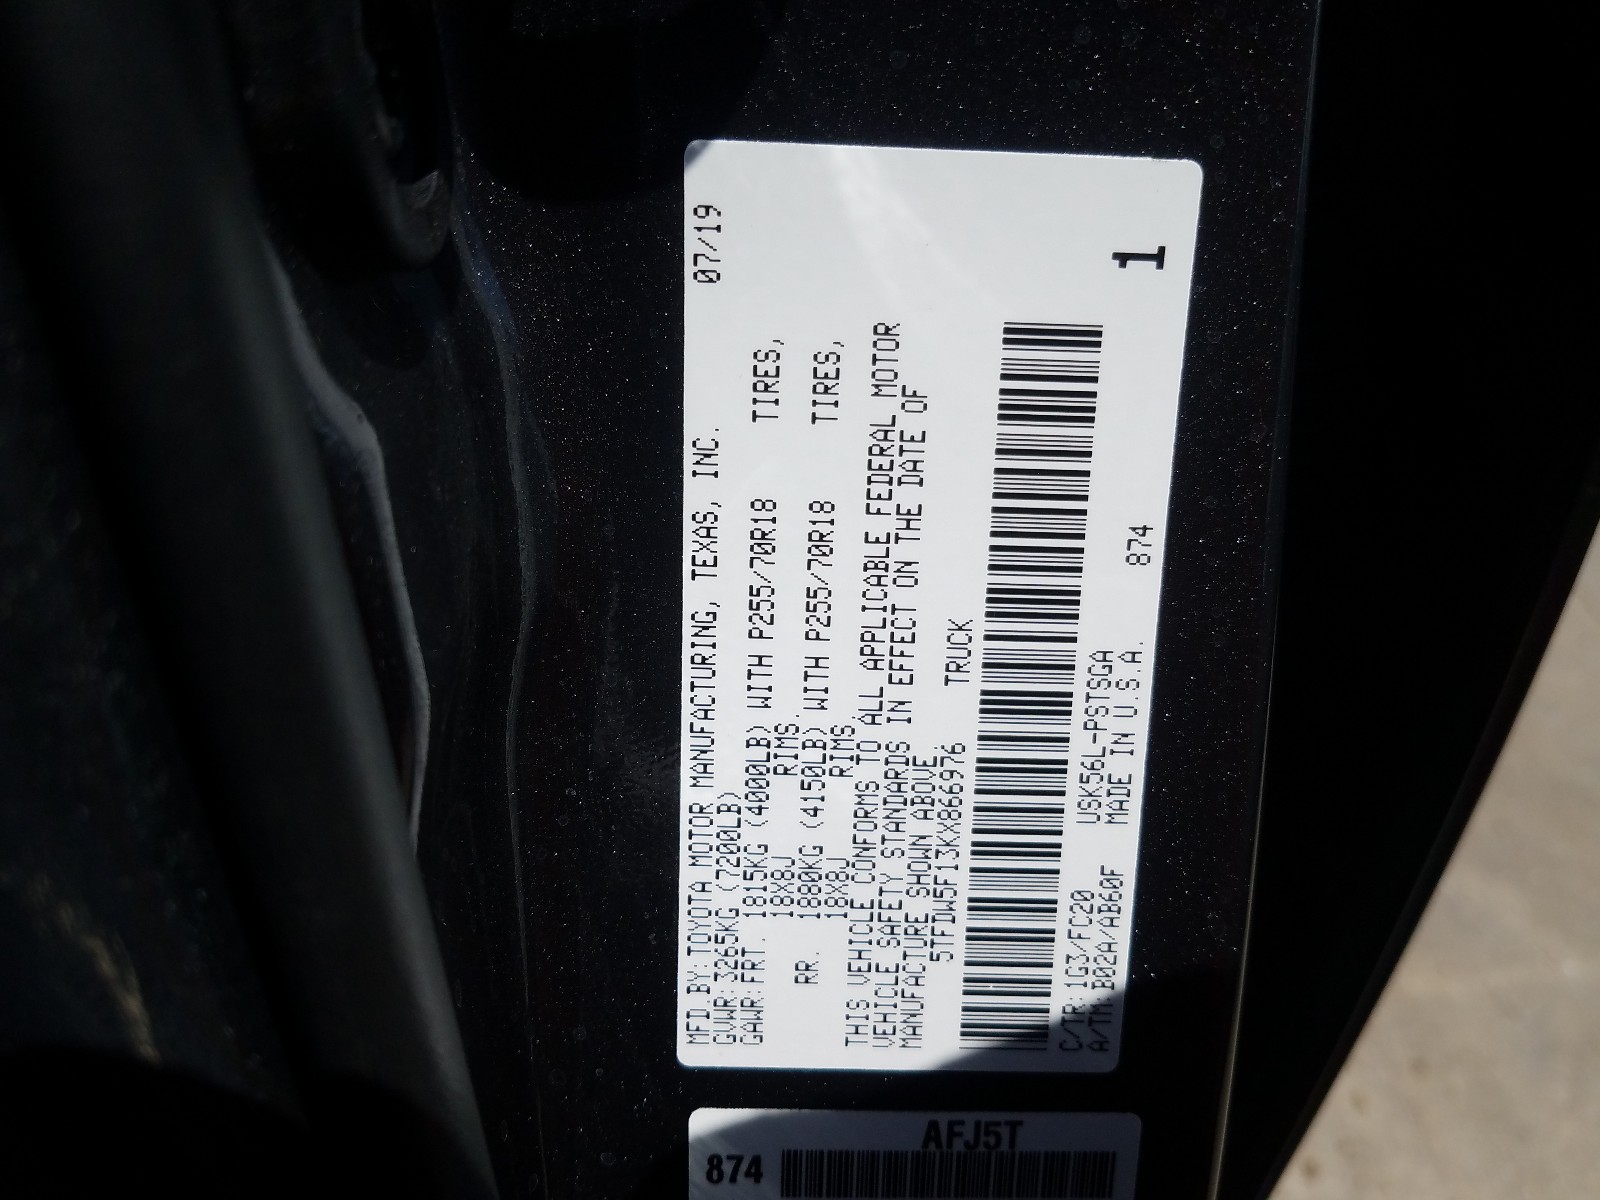 MFD.BY:TOYOTA MOTOR MANUFACTURING, TEXAS, INC. 07/19
GVWR:3265KG (7200LB)
GAWR:FRT. 1815KG (4000LB) WITH P255/70R18 TIRES,
18X8J RIMS.
RR. 1880KG (4150LB) WITH P255/70R18 TIRES,
18X8J RIMS.
THIS VEHICLE CONFORMS TO ALL APPLICABLE FEDERAL MOTOR
VEHICLE SAFETY STANDARDS IN EFFECT ON THE DATE OF
MANUFACTURE SHOWN ABOVE.
5TFDW5F13KX866976 TRUCK
C/TR:1G3/FC20 USK56L-PSTSGA
A/TM:B02A/AB60F MADE IN U.S.A. 874
1
AFJ5T
874